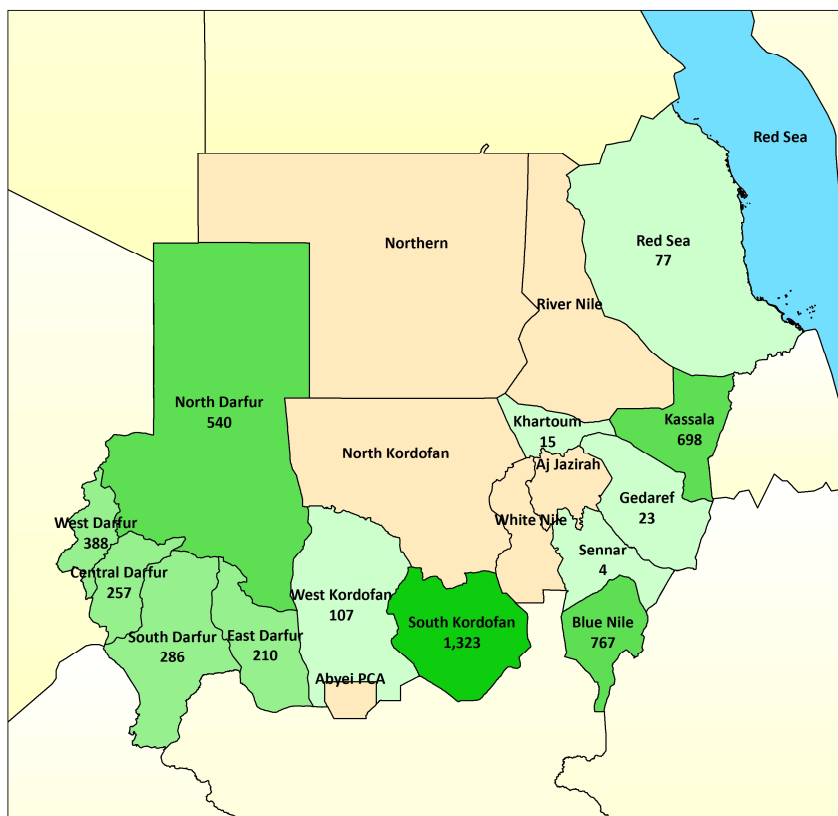 Red Sea
Northern
Red Sea
77
River Nile
North Darfur
540
Khartoum
15
Kassala
698
North Kordofan
Aj Jazirah
Gedaref
23
West Darfur
388
White Nile
Sennar
4
Central Darfur
257
West Kordofan
107
South Kordofan
1,323
Blue Nile
767
South Darfur
286
East Darfur
210
Abyei PCA